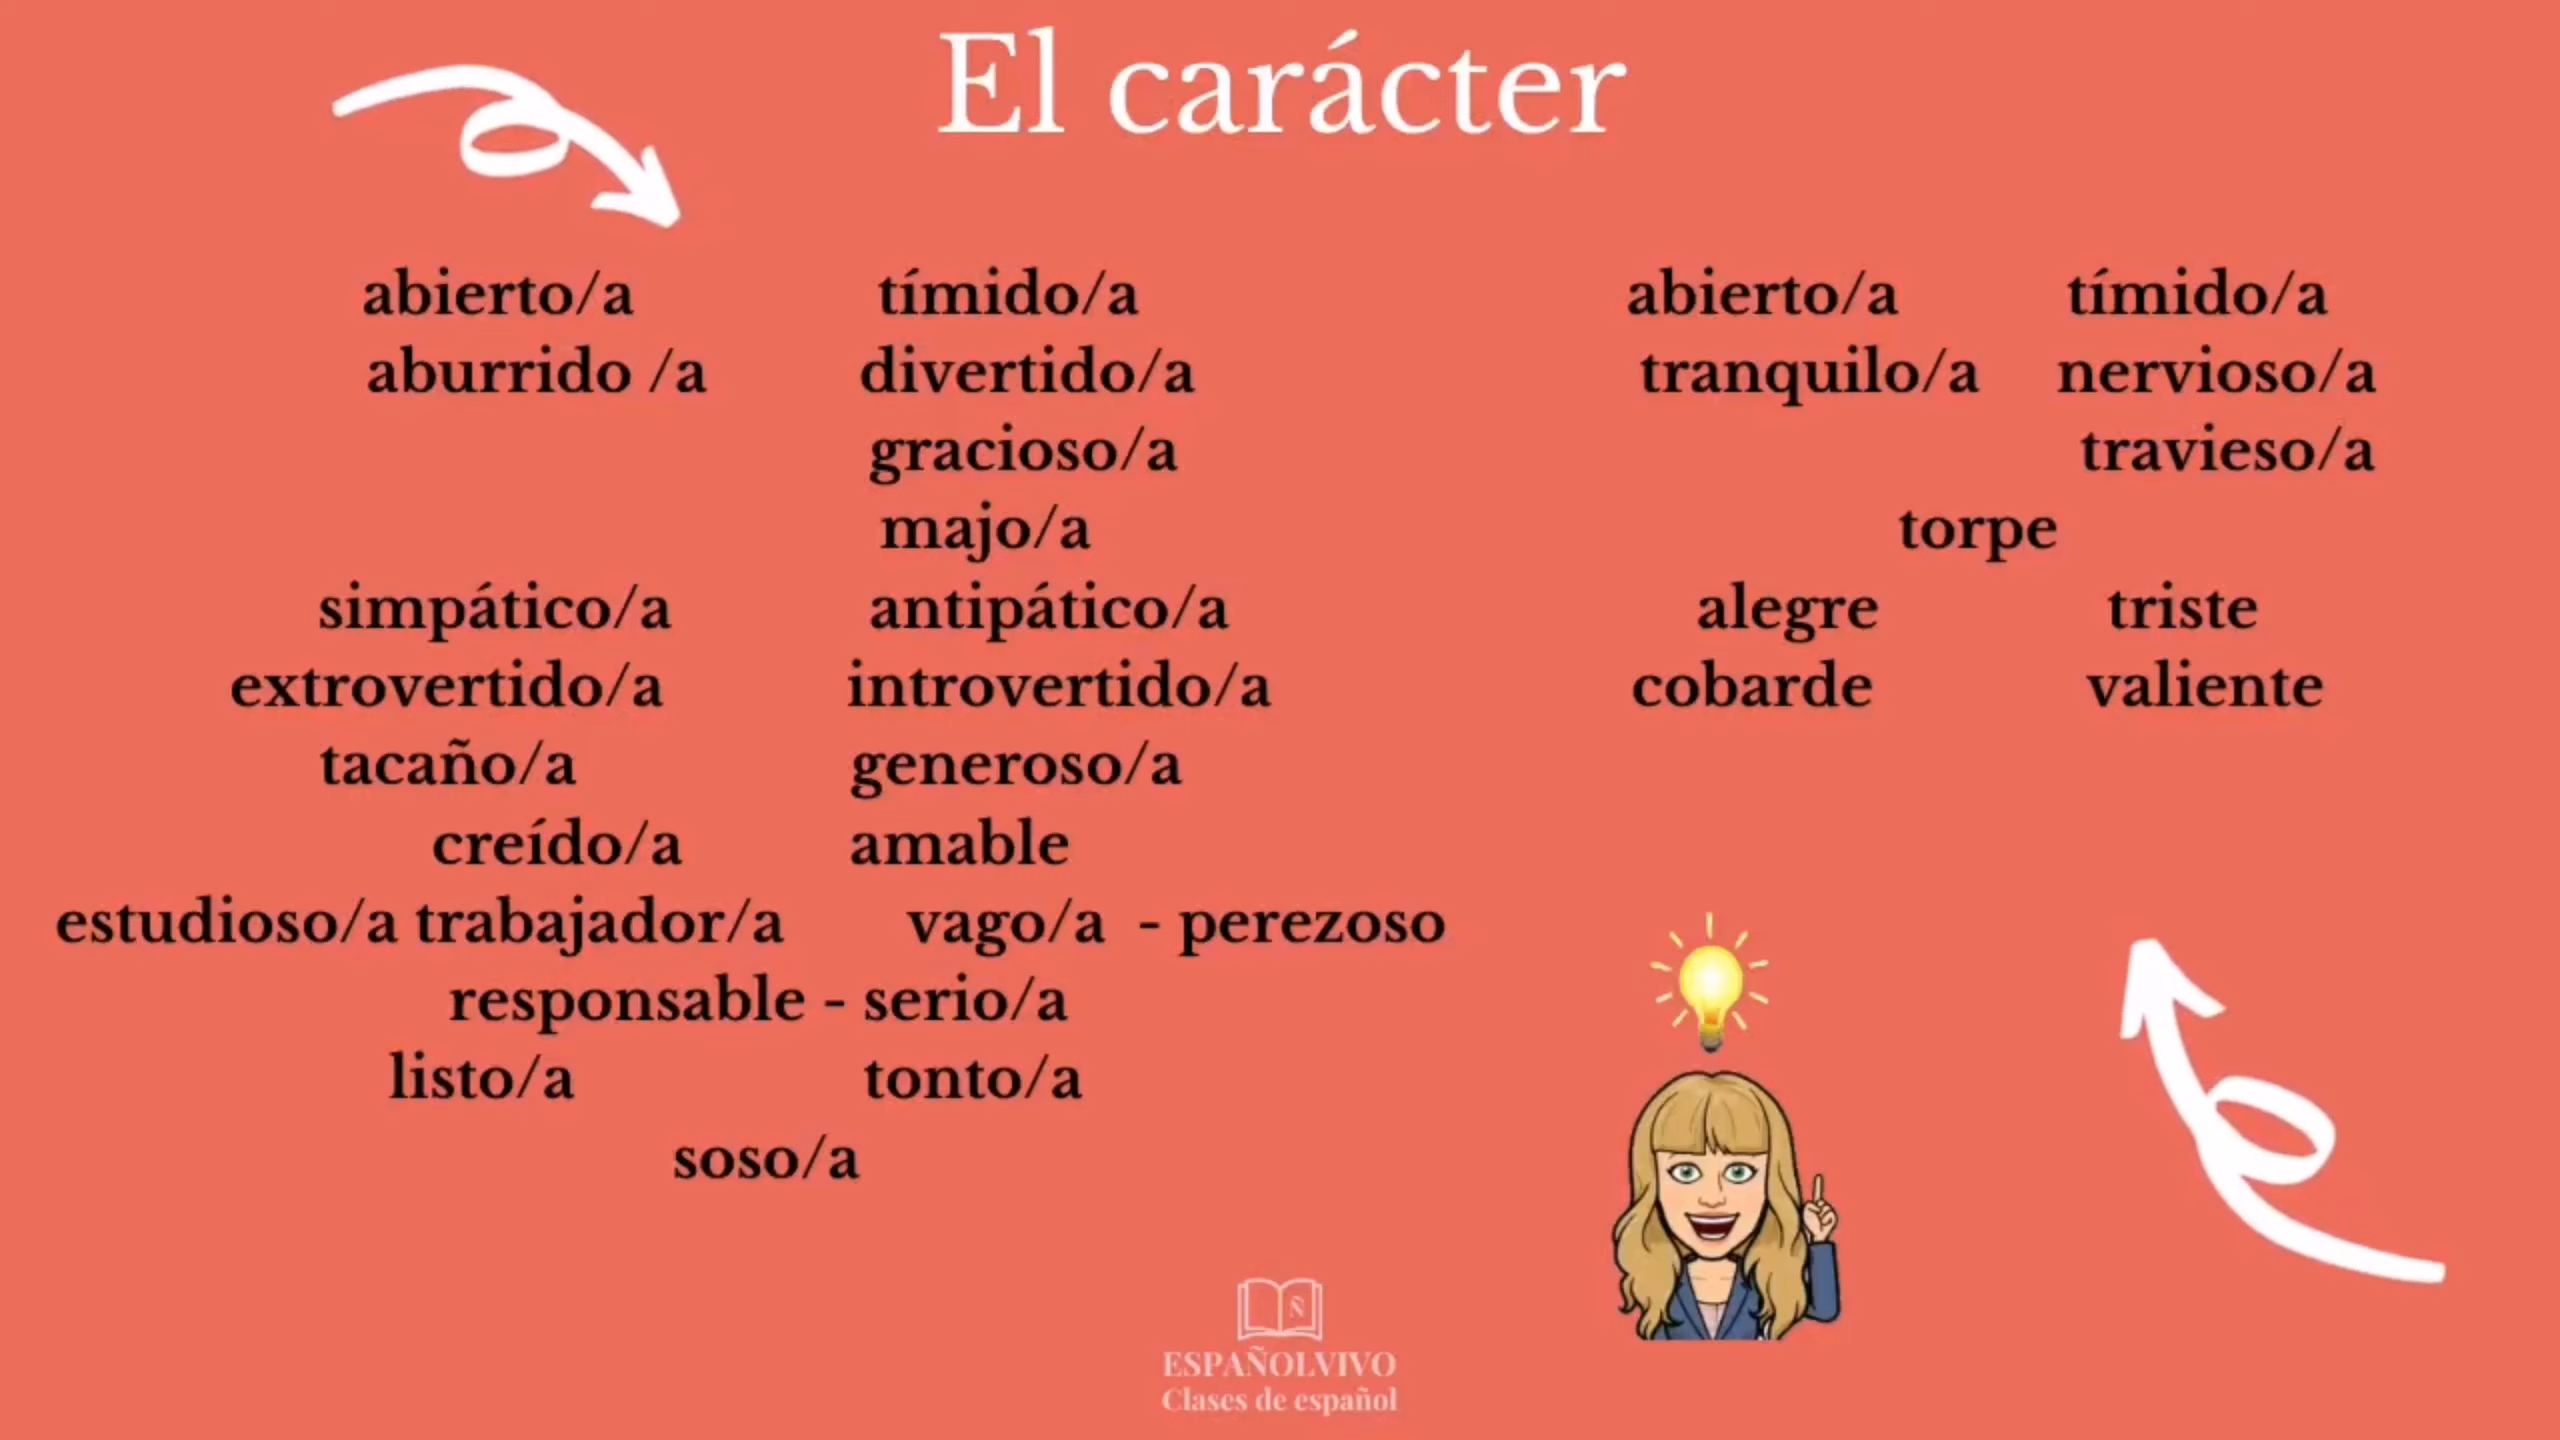 El carácter
abierto/a tímido/a
aburrido /a divertido/a
gracioso/a
majo/a
simpático/a antipático/a
extrovertido/a introvertido/a
tacaño/a generoso/a
creído/a amable
estudioso/a trabajador/a vago/a - perezoso
responsable - serio/a
listo/a tonto/a
soso/a
abierto/a tímido/a
tranquilo/a nervioso/a
travieso/a
torpe
alegre triste
cobarde valiente
Ñ
ESPAÑOLVIVO
Clases de español